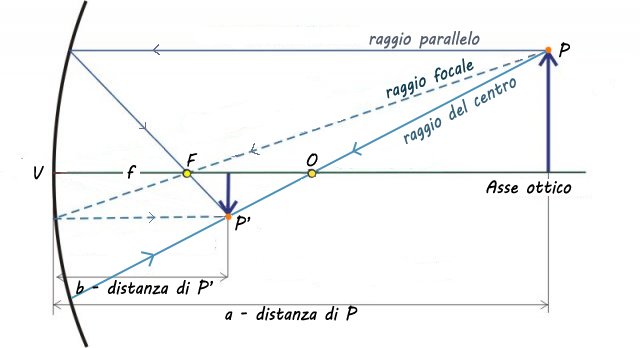 raggio parallelo
P
raggio focale
raggio del centro
V
f
F
O
Asse ottico
P'
b - distanza di P'
a - distanza di P